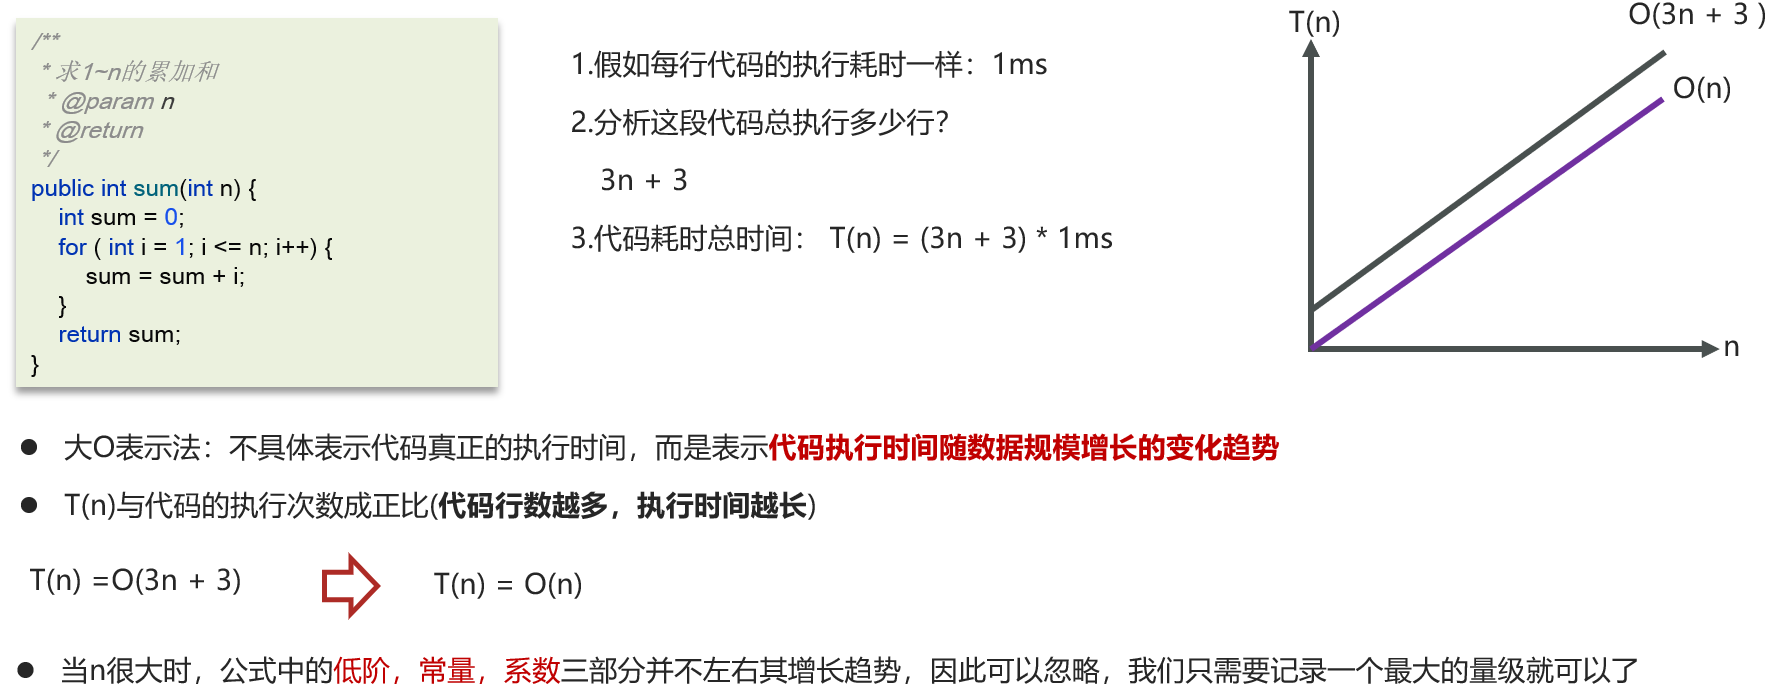 /**
* 求1~n的累加和
* @param n
* @return
*/
public int sum(int n) {
int sum = 0;
for ( int i = 1; i <= n; i++) {
sum = sum + i;
}
return sum;
}
1.假如每行代码的执行耗时一样：1ms
2.分析这段代码总执行多少行？
3n + 3
3.代码耗时总时间： T(n) = (3n + 3) * 1ms
T(n)
O(3n + 3 )
O(n)
n
● 大O表示法：不具体表示代码真正的执行时间，而是表示代码执行时间随数据规模增长的变化趋势
● T(n)与代码的执行次数成正比(代码行数越多，执行时间越长)
T(n) =O(3n + 3)
T(n) = O(n)
● 当n很大时，公式中的低阶，常量，系数三部分并不左右其增长趋势，因此可以忽略，我们只需要记录一个最大的量级就可以了